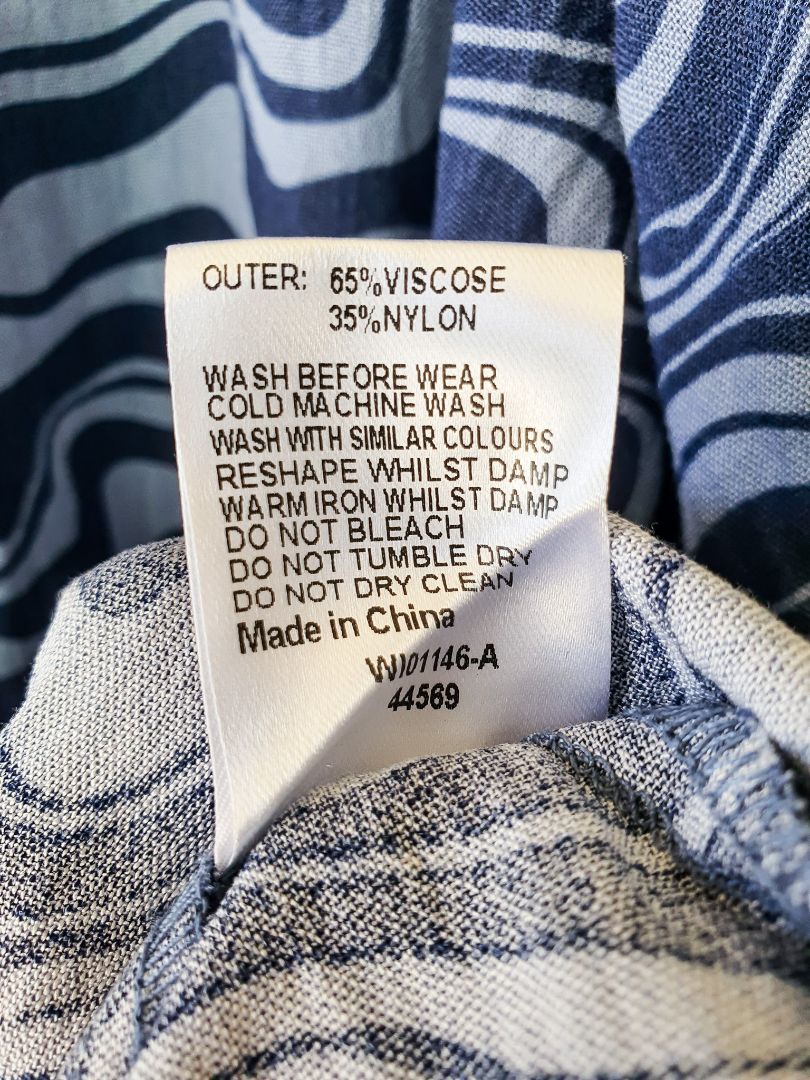 OUTER: 65%VISCOSE
35%NYLON
WASH BEFORE WEAR
COLD MACHINE WASH
WASH WITH SIMILAR COLOURS
RESHAPE WHILST DAMP
WARM IRON WHILST DAMP
DO NOT BLEACH
DO NOT TUMBLE DRY
DO NOT DRY CLEAN
Made in China
WI01146-A
44569